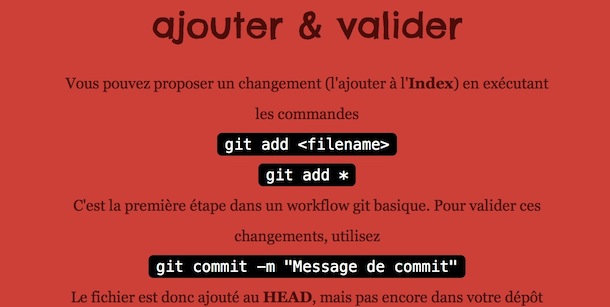 ajouter & valider
Vous pouvez proposer un changement (l'ajouter à l'Index) en exécutant
les commandes
git add <filename>
git add *
C'est la première étape dans un workflow git basique. Pour valider ces
changements, utilisez
git commit –m "Message de commit"
Le fichier est donc ajouté au HEAD, mais pas encore dans votre dépôt